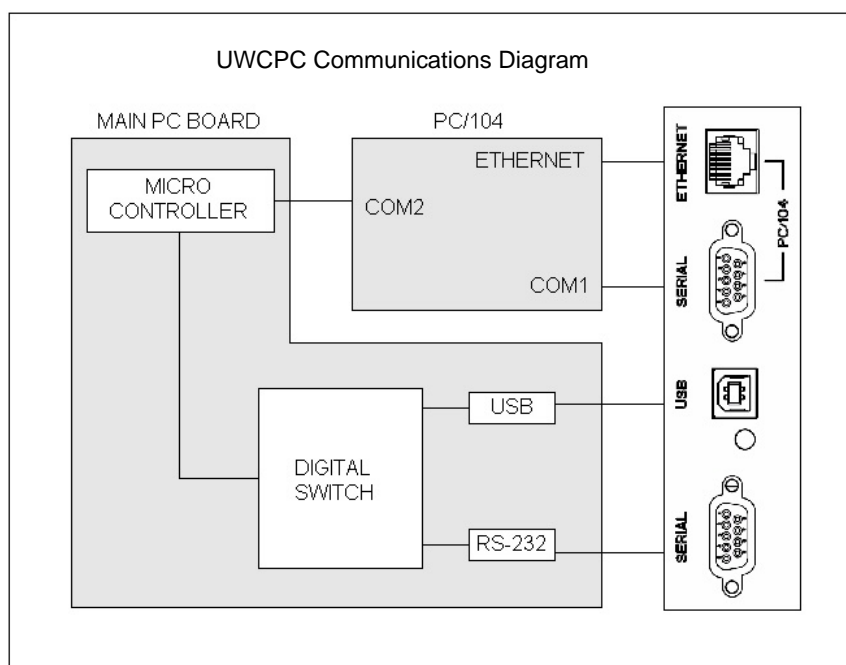 UWCPC Communications Diagram
MAIN PC BOARD
PC/104
MICRO
CONTROLLER
ETHERNET
COM2
COM1
DIGITAL
SWITCH
USB
RS-232
ETHERNET
SERIAL
PC/104
USB
SERIAL